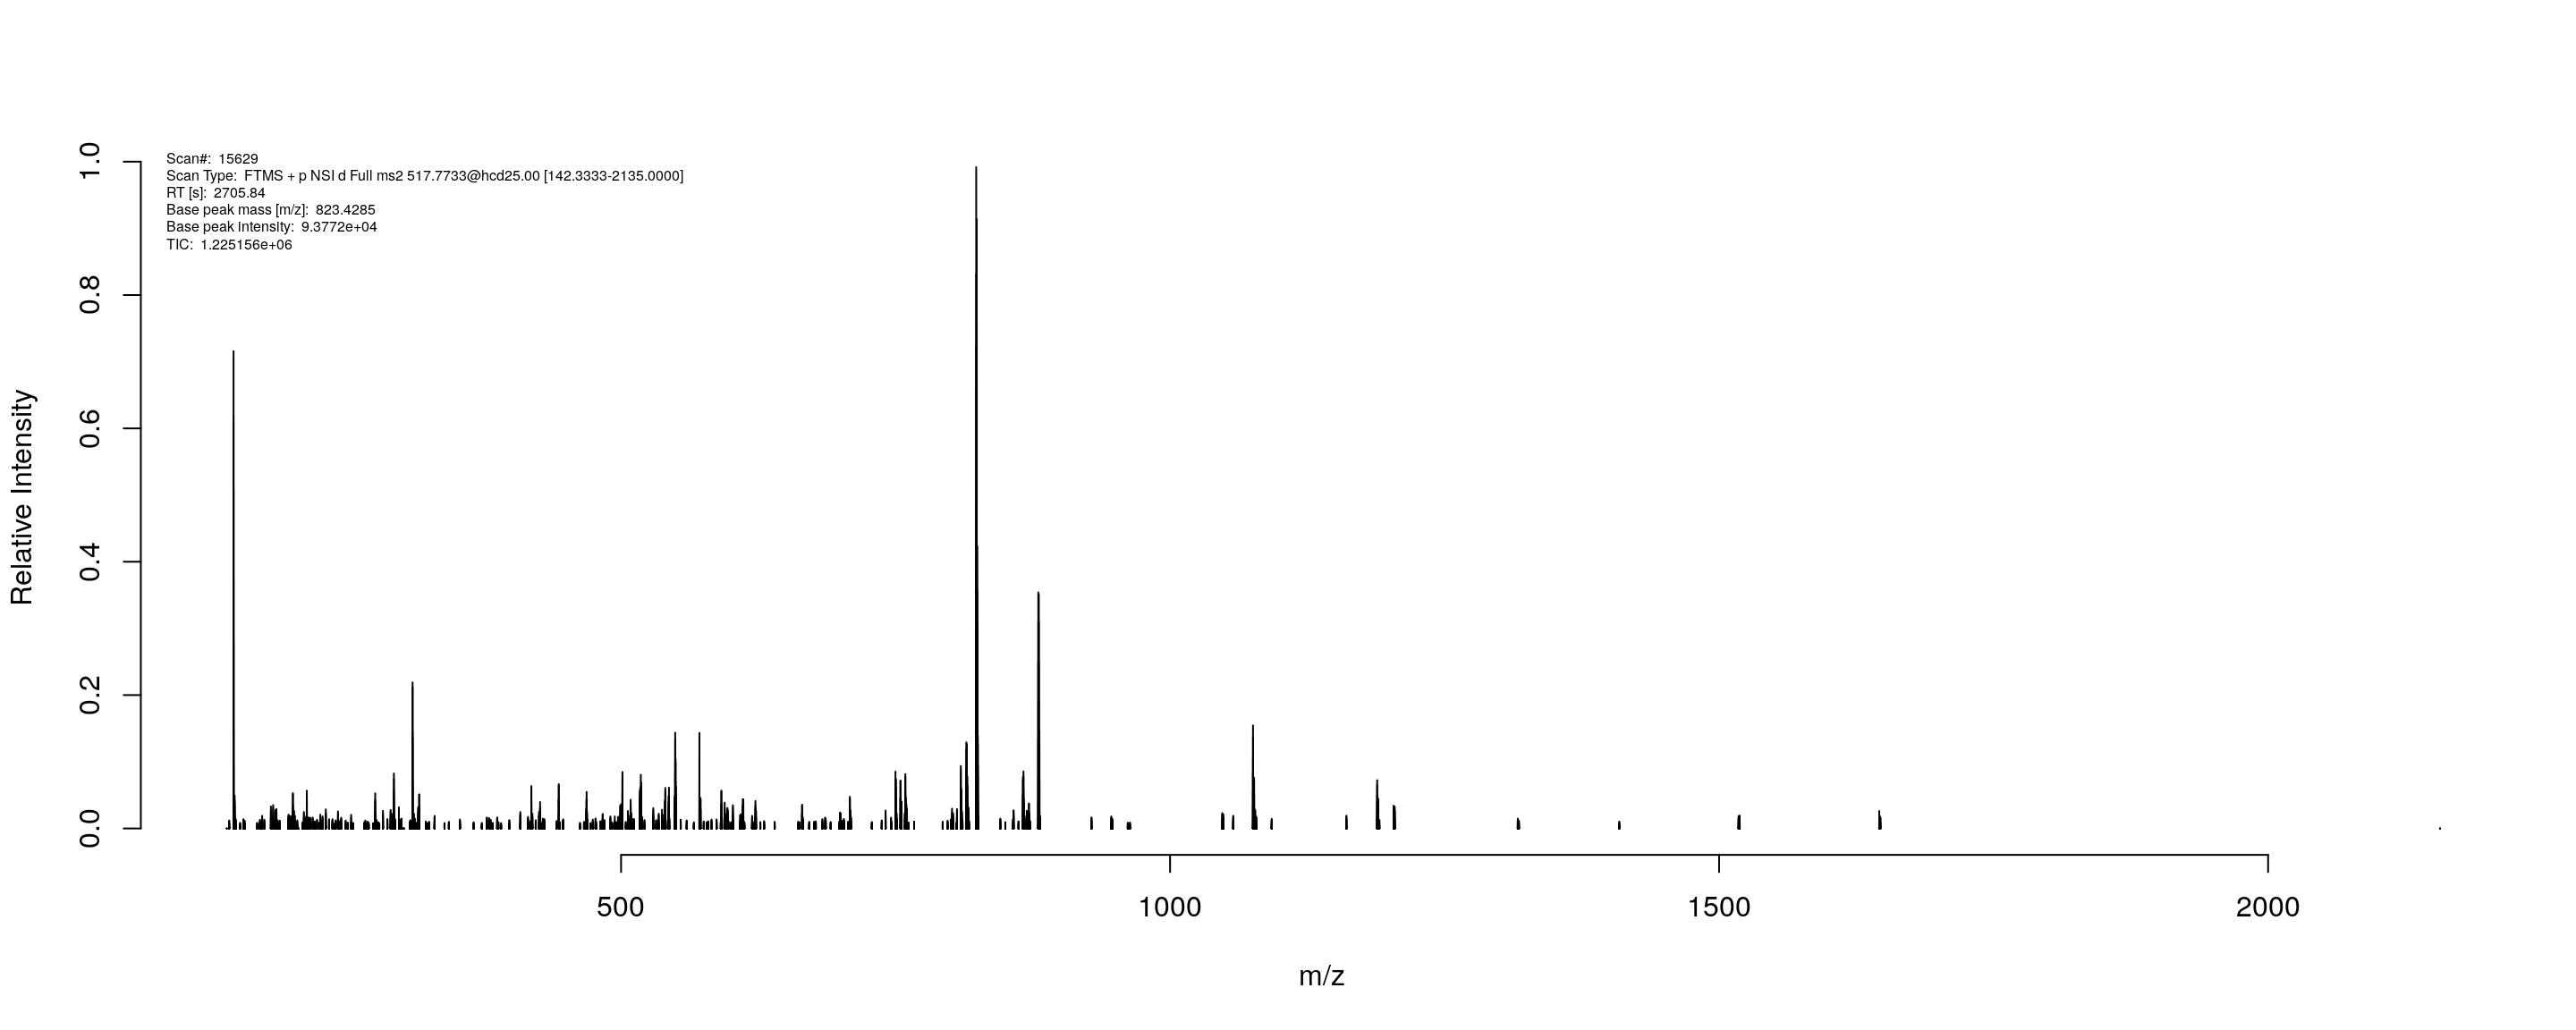 Scan#: 15629
Scan Type: FTMS + p NSI d Full ms2 517.7733@hcd25.00 [142.3333-2135.0000]
RT [s]: 2705.84
Base peak mass [m/z]: 823.4285
Base peak intensity: 9.3772e+04
TIC: 1.225156e+06
Relative Intensity
1.0
0.8
0.6
0.4
0.2
0.0
500 1000 1500 2000
m/z